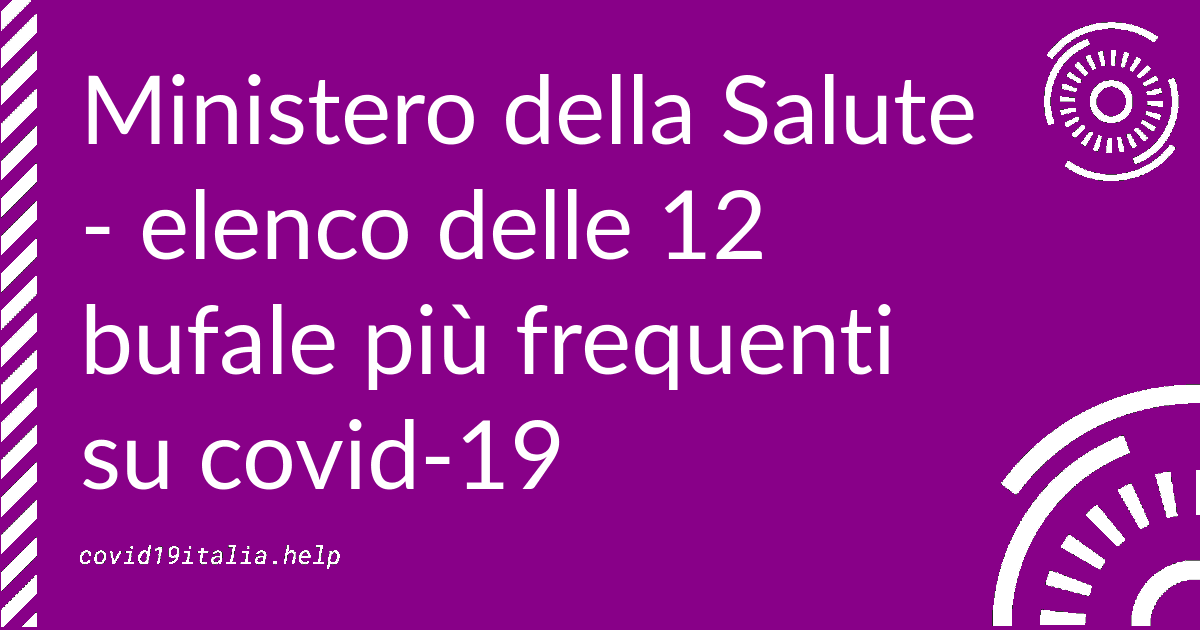 Ministero della Salute
- elenco delle 12
bufale più frequenti
su covid-19
covid19italia.help